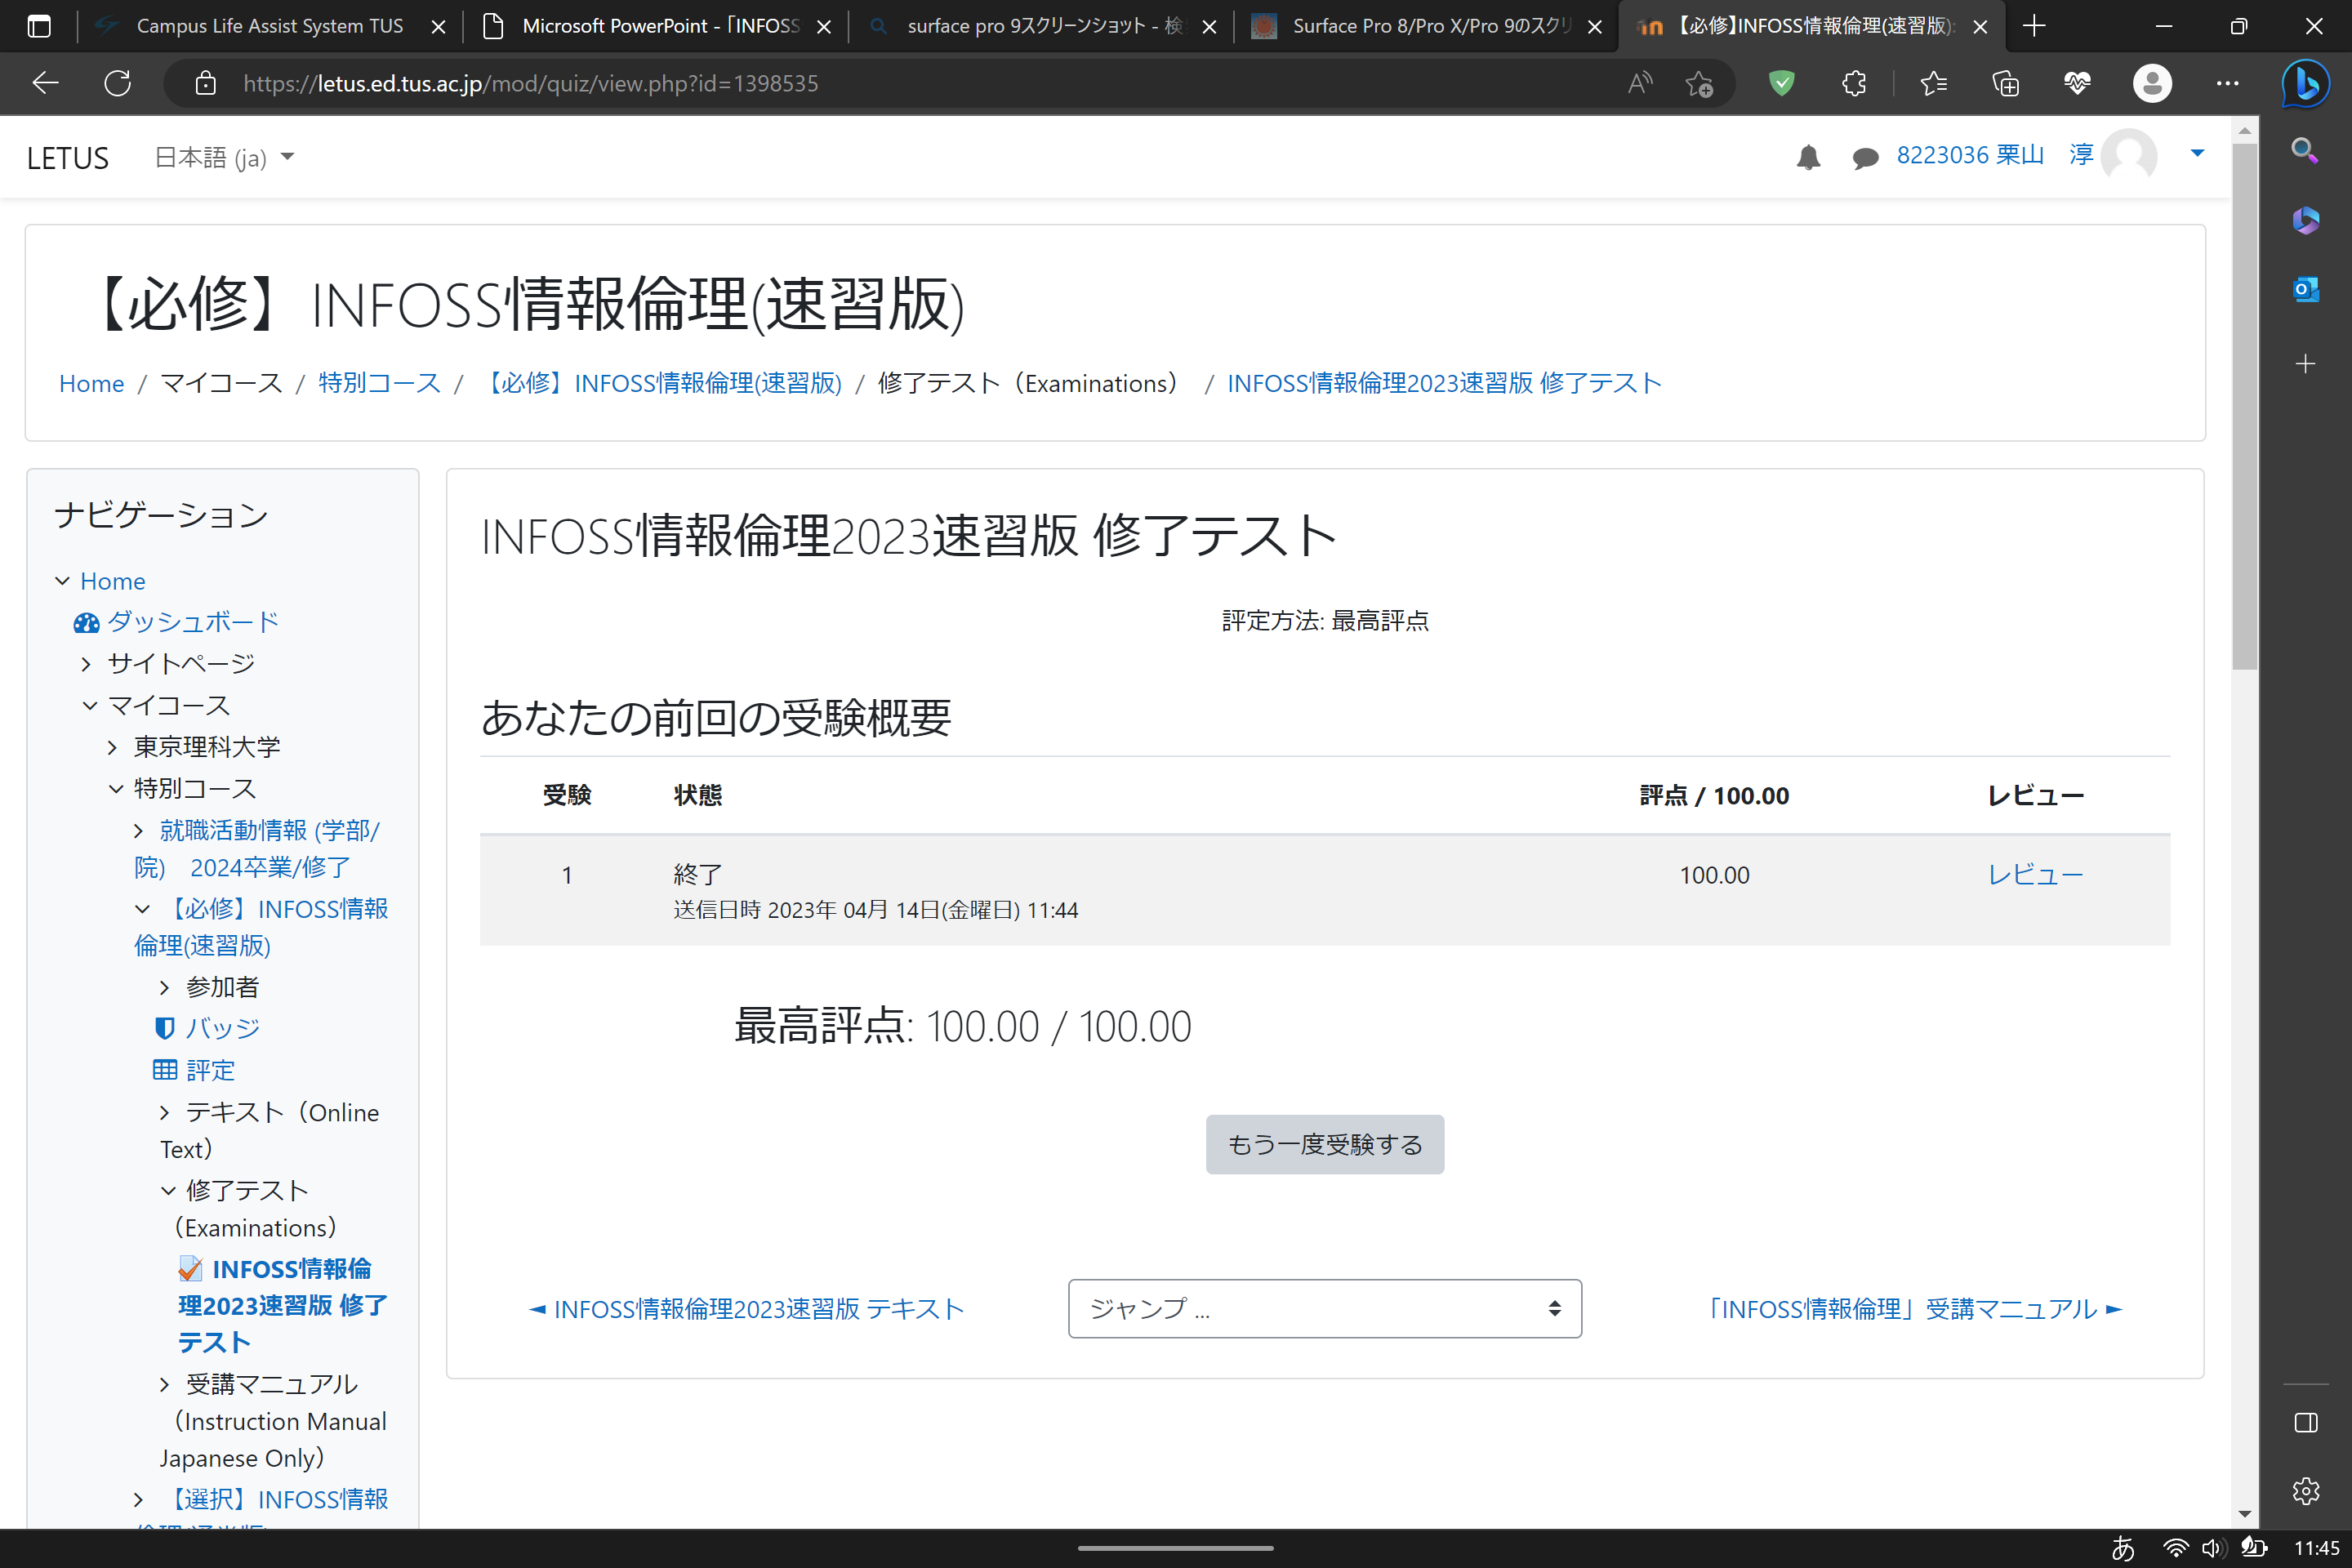 Campus Life Assist System TUS
Microsoft PowerPoint - 「INFOSS
surface pro 9スクリーンショット - 検
Surface Pro 8/Pro X/Pro 9のスクリ
【必修】INFOSS情報倫理(速習版):
https://letus.ed.tus.ac.jp/mod/quiz/view.php?id=1398535
LETUS
日本語 (ja)
8223036 栗山 淳
【必修】INFOSS情報倫理(速習版)
Home / マイコース / 特別コース / 【必修】INFOSS情報倫理(速習版) / 修了テスト（Examinations） / INFOSS情報倫理2023速習版 修了テスト
ナビゲーション
Home
ダッシュボード
サイトページ
マイコース
東京理科大学
特別コース
就職活動情報 (学部/
院) 2024卒業/修了
【必修】INFOSS情報
倫理(速習版)
参加者
バッジ
評定
テキスト（Online
Text）
修了テスト
（Examinations）
INFOSS情報倫
理2023速習版 修了
テスト
受講マニュアル
（Instruction Manual
Japanese Only）
【選択】INFOSS情報
INFOSS情報倫理2023速習版 修了テスト
評定方法: 最高評点
あなたの前回の受験概要
受験 状態 評点 / 100.00 レビュー
1 終了 100.00 レビュー
送信日時 2023年 04月 14日(金曜日) 11:44
最高評点: 100.00 / 100.00
もう一度受験する
◄ INFOSS情報倫理2023速習版 テキスト
ジャンプ ...
「INFOSS情報倫理」受講マニュアル ►
あ
11:45